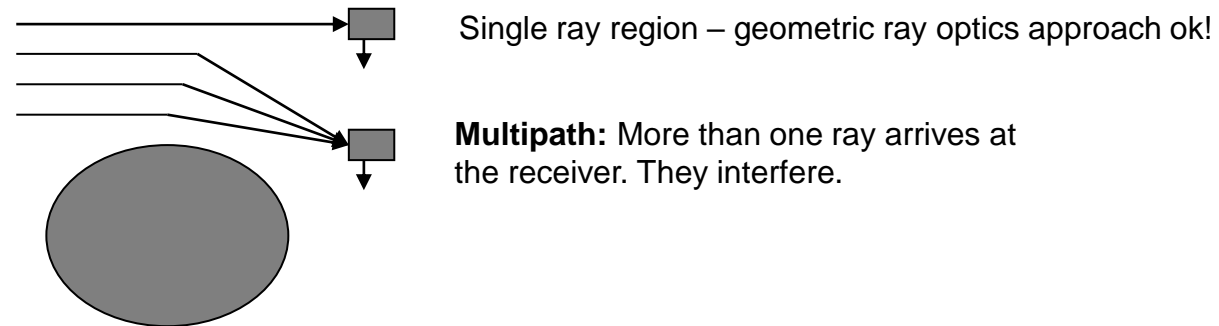 Single ray region – geometric ray optics approach ok!
Multipath: More than one ray arrives at
the receiver. They interfere.